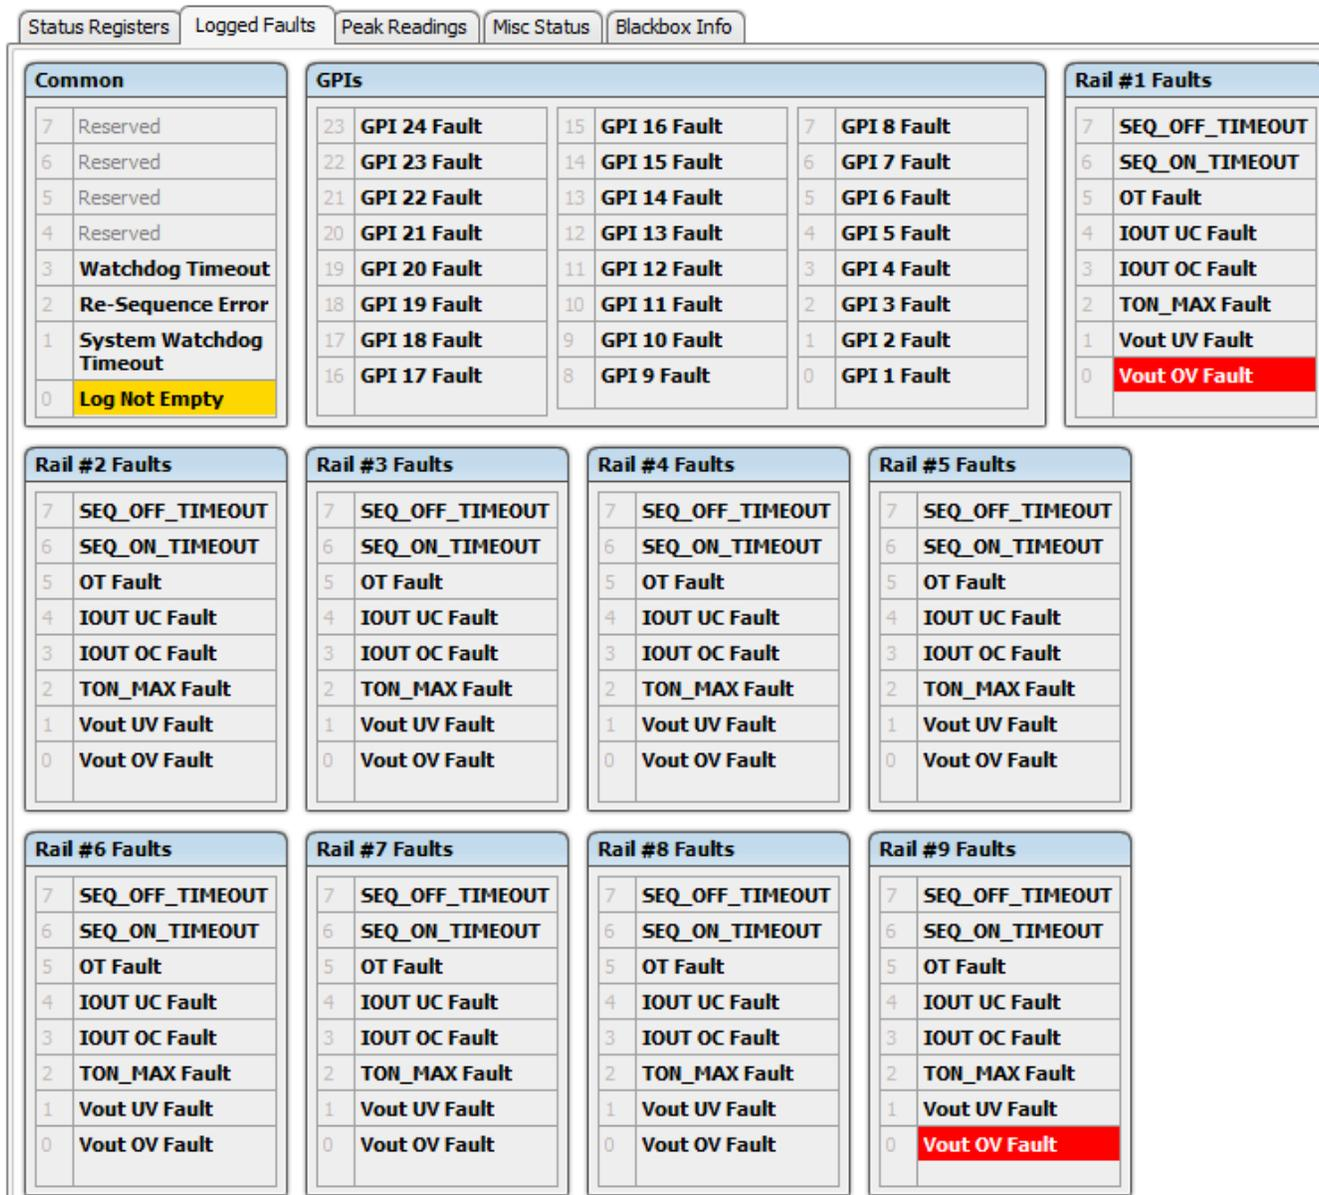 Status Registers Logged Faults Peak Readings Misc Status Blackbox Info
Common
7 Reserved
6 Reserved
5 Reserved
4 Reserved
3 Watchdog Timeout
2 Re-Sequence Error
1 System Watchdog
Timeout
0 Log Not Empty
GPIs
23 GPI 24 Fault
22 GPI 23 Fault
21 GPI 22 Fault
20 GPI 21 Fault
19 GPI 20 Fault
18 GPI 19 Fault
17 GPI 18 Fault
16 GPI 17 Fault
15 GPI 16 Fault
14 GPI 15 Fault
13 GPI 14 Fault
12 GPI 13 Fault
11 GPI 12 Fault
10 GPI 11 Fault
9 GPI 10 Fault
8 GPI 9 Fault
7 GPI 8 Fault
6 GPI 7 Fault
5 GPI 6 Fault
4 GPI 5 Fault
3 GPI 4 Fault
2 GPI 3 Fault
1 GPI 2 Fault
0 GPI 1 Fault
Rail #1 Faults
7 SEQ_OFF_TIMEOUT
6 SEQ_ON_TIMEOUT
5 OT Fault
4 IOUT UC Fault
3 IOUT OC Fault
2 TON_MAX Fault
1 Vout UV Fault
0 Vout OV Fault
Rail #2 Faults
7 SEQ_OFF_TIMEOUT
6 SEQ_ON_TIMEOUT
5 OT Fault
4 IOUT UC Fault
3 IOUT OC Fault
2 TON_MAX Fault
1 Vout UV Fault
0 Vout OV Fault
Rail #3 Faults
7 SEQ_OFF_TIMEOUT
6 SEQ_ON_TIMEOUT
5 OT Fault
4 IOUT UC Fault
3 IOUT OC Fault
2 TON_MAX Fault
1 Vout UV Fault
0 Vout OV Fault
Rail #4 Faults
7 SEQ_OFF_TIMEOUT
6 SEQ_ON_TIMEOUT
5 OT Fault
4 IOUT UC Fault
3 IOUT OC Fault
2 TON_MAX Fault
1 Vout UV Fault
0 Vout OV Fault
Rail #5 Faults
7 SEQ_OFF_TIMEOUT
6 SEQ_ON_TIMEOUT
5 OT Fault
4 IOUT UC Fault
3 IOUT OC Fault
2 TON_MAX Fault
1 Vout UV Fault
0 Vout OV Fault
Rail #6 Faults
7 SEQ_OFF_TIMEOUT
6 SEQ_ON_TIMEOUT
5 OT Fault
4 IOUT UC Fault
3 IOUT OC Fault
2 TON_MAX Fault
1 Vout UV Fault
0 Vout OV Fault
Rail #7 Faults
7 SEQ_OFF_TIMEOUT
6 SEQ_ON_TIMEOUT
5 OT Fault
4 IOUT UC Fault
3 IOUT OC Fault
2 TON_MAX Fault
1 Vout UV Fault
0 Vout OV Fault
Rail #8 Faults
7 SEQ_OFF_TIMEOUT
6 SEQ_ON_TIMEOUT
5 OT Fault
4 IOUT UC Fault
3 IOUT OC Fault
2 TON_MAX Fault
1 Vout UV Fault
0 Vout OV Fault
Rail #9 Faults
7 SEQ_OFF_TIMEOUT
6 SEQ_ON_TIMEOUT
5 OT Fault
4 IOUT UC Fault
3 IOUT OC Fault
2 TON_MAX Fault
1 Vout UV Fault
0 Vout OV Fault